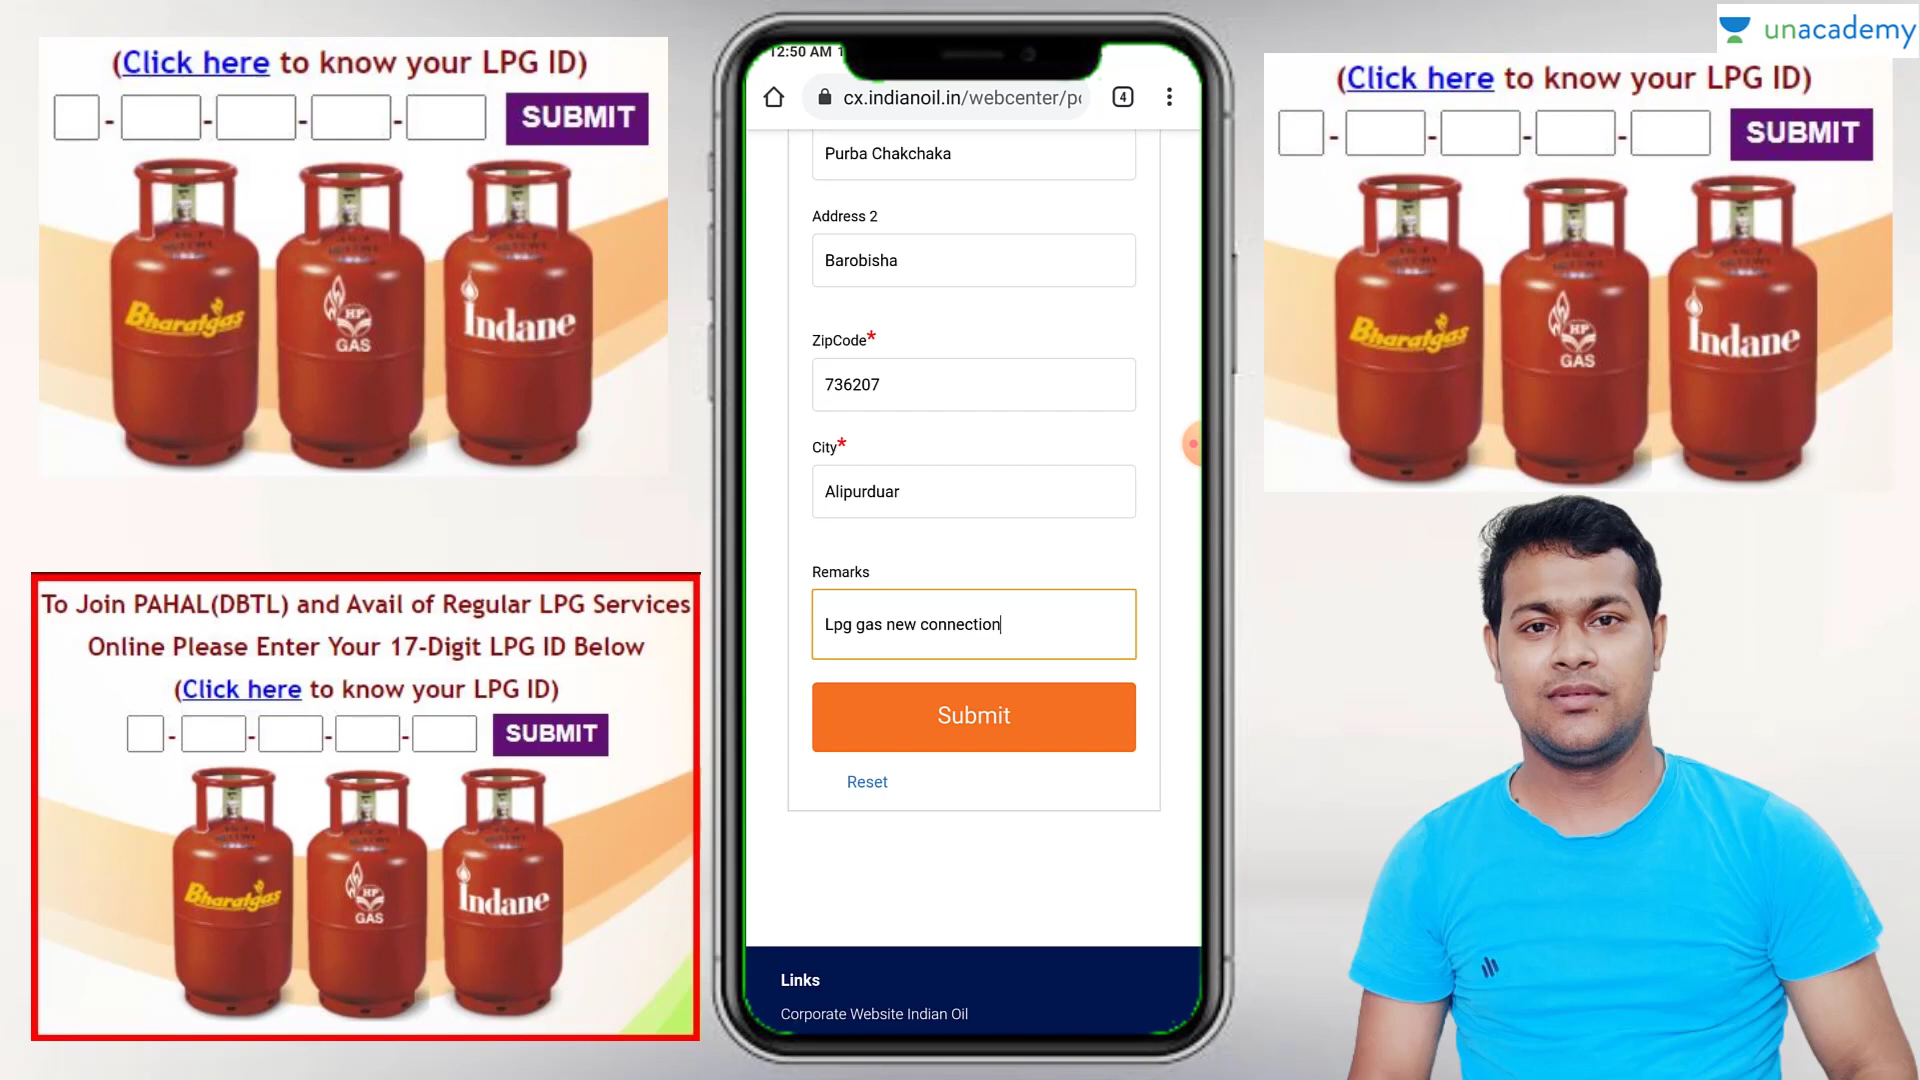 unacademy
(Click here to know your LPG ID)
- - - - SUBMIT
Bharatgas
HP
GAS
Indane
To Join PAHAL(DBTL) and Avail of Regular LPG Services
Online Please Enter Your 17-Digit LPG ID Below
(Click here to know your LPG ID)
- - - - SUBMIT
Bharatgas
HP
GAS
Indane
12:50 AM
cx.indianoil.in/webcenter/po
4
Purba Chakchaka
Address 2
Barobisha
ZipCode*
736207
City*
Alipurduar
Remarks
Lpg gas new connection
Submit
Reset
Links
Corporate Website Indian Oil
(Click here to know your LPG ID)
- - - - SUBMIT
Bharatgas
HP
GAS
Indane